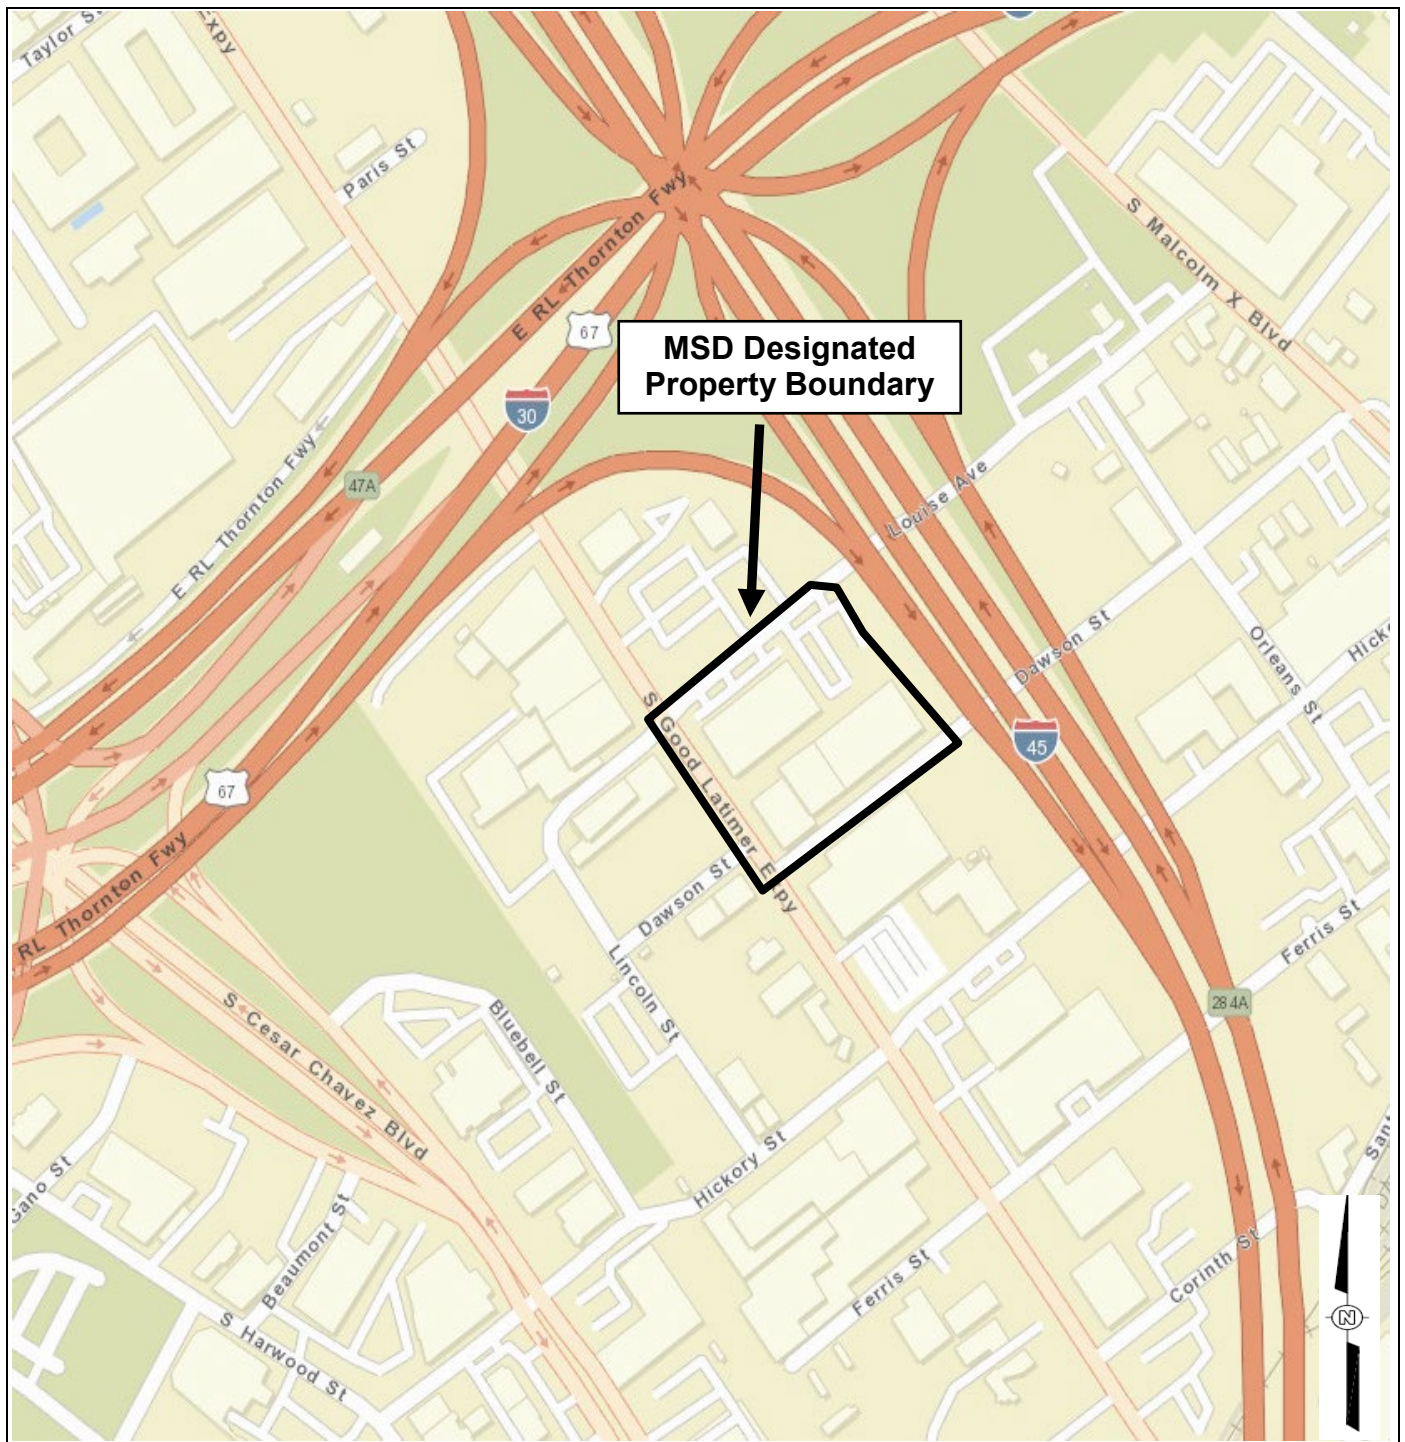 Taylor St
Expy
Paris St
E RL Thornton Fwy
67
30
47A
E RL Thornton Fwy
MSD Designated
Property Boundary
S Malcolm X Blvd
Louise Ave
Dawson St
Orleans St
45
S Good Latimer Expy
67
RL Thornton Fwy
Dawson St
Lincoln St
Bluebell St
S Cesar Chavez Blvd
Ferris St
28 4A
Hickory St
Gano St
Beaumont St
S Harwood St
Ferris St
Corinth St
N